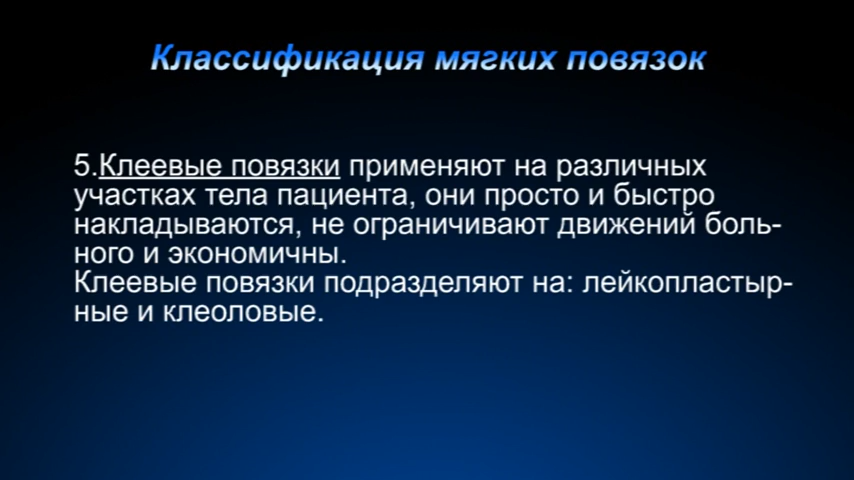 Классификация мягких повязок
5.Клеевые повязки применяют на различных
участках тела пациента, они просто и быстро
накладываются, не ограничивают движений боль-
ного и экономичны.
Клеевые повязки подразделяют на: лейкопластыр-
ные и клеоловые.